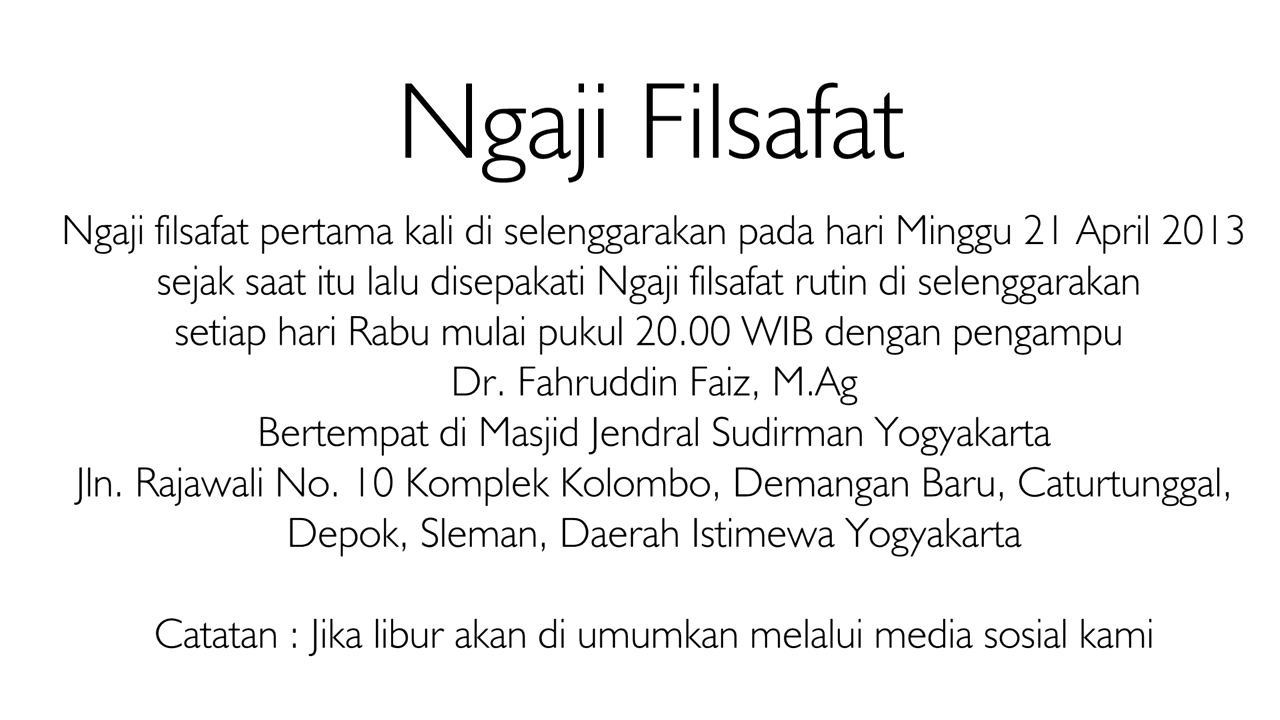 Ngaji Filsafat
Ngaji filsafat pertama kali di selenggarakan pada hari Minggu 21 April 2013
sejak saat itu lalu disepakati Ngaji filsafat rutin di selenggarakan
setiap hari Rabu mulai pukul 20.00 WIB dengan pengampu
Dr. Fahruddin Faiz, M.Ag
Bertempat di Masjid Jendral Sudirman Yogyakarta
Jln. Rajawali No. 10 Komplek Kolombo, Demangan Baru, Caturtunggal,
Depok, Sleman, Daerah Istimewa Yogyakarta
Catatan : Jika libur akan di umumkan melalui media sosial kami